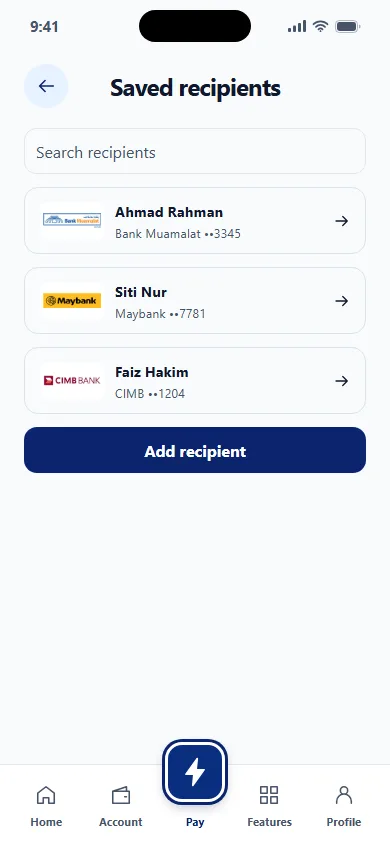 9:41
Saved recipients
Search recipients
Ahmad Rahman
Bank Muamalat ••3345
Maybank
Siti Nur
Maybank ••7781
CIMB BANK
Faiz Hakim
CIMB ••1204
Add recipient
Home
Account
Pay
Features
Profile